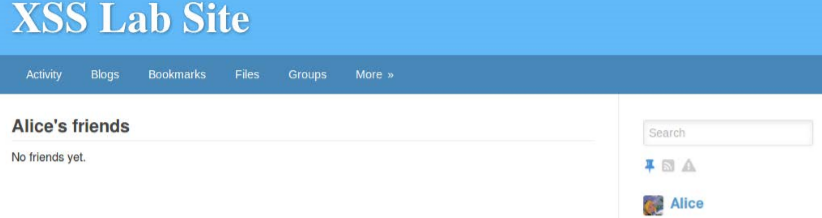 XSS Lab Site
Activity Blogs Bookmarks Files Groups More »
Alice's friends
No friends yet.
Search
Alice